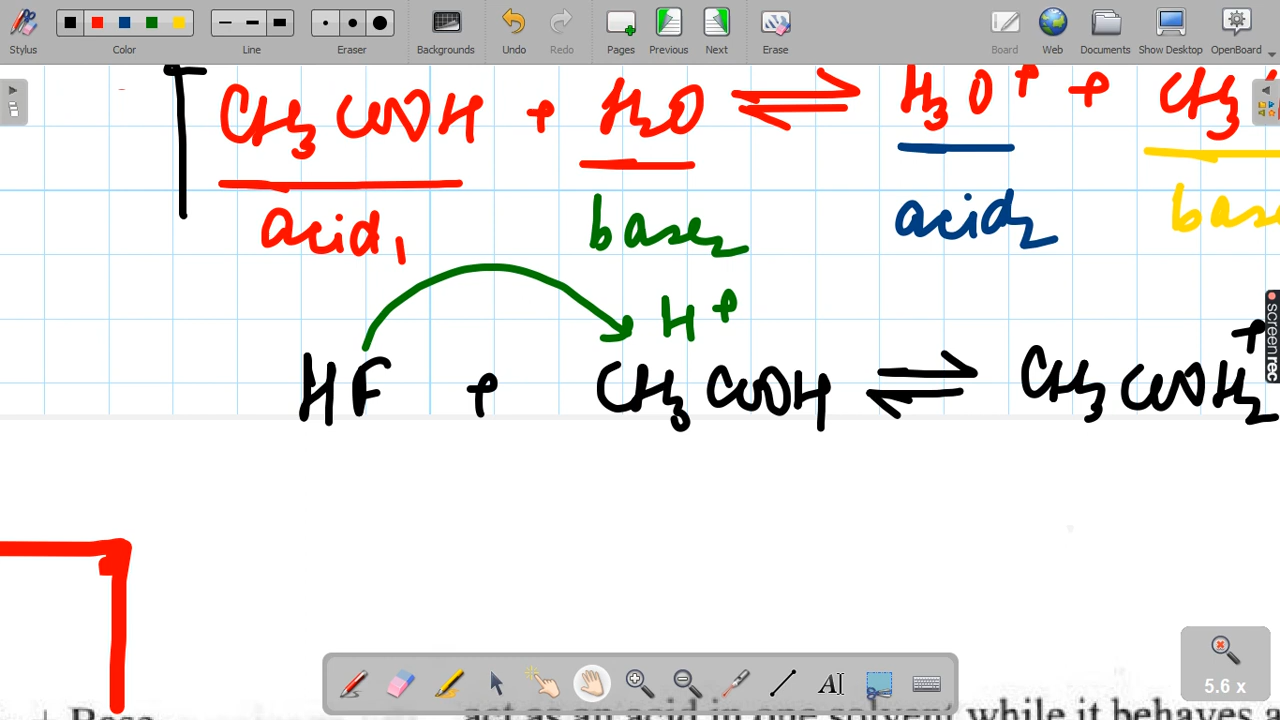 Stylus Color Line Eraser Backgrounds Undo Redo Pages Previous Next Erase Board Web Documents Show Desktop OpenBoard
CH3COOH + H2O ⇌ H3O+ + CH3
acid1 base2 acid2 bas
H+
HF + CH3COOH ⇌ CH3COOH2+
screenrec
5.6 x
+ Base
act as an acid in one solvent while it behaves a